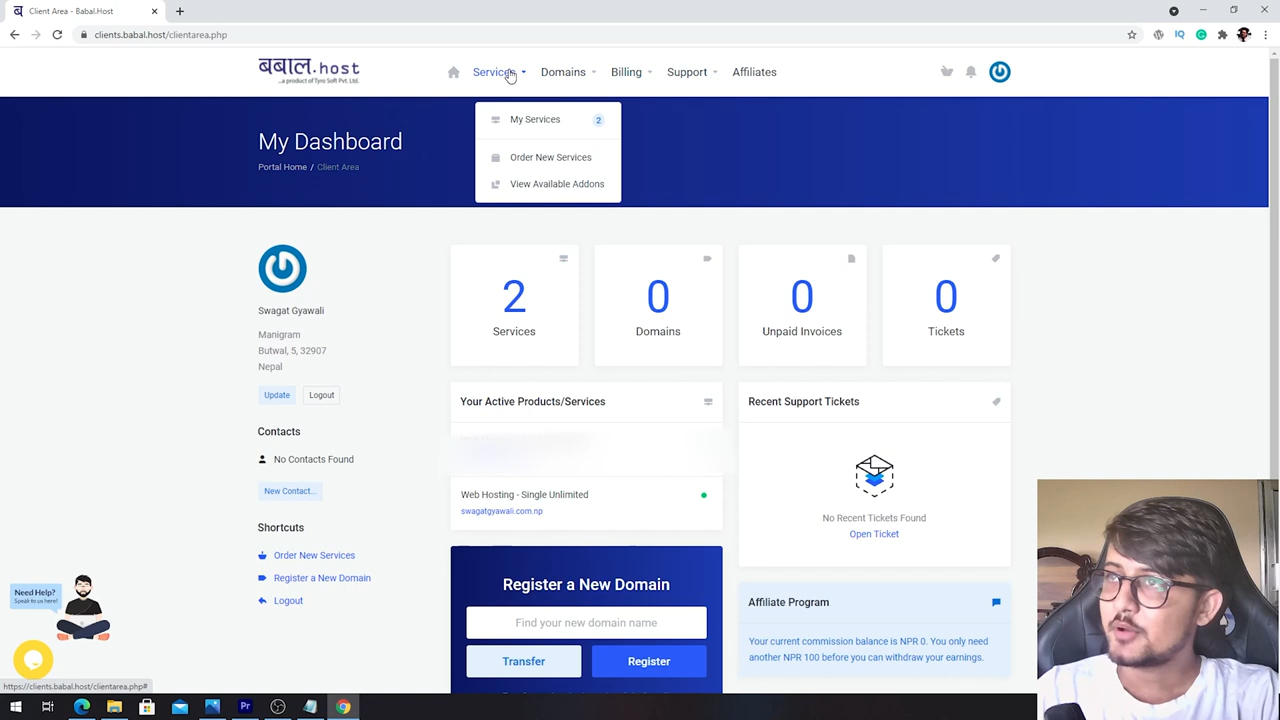 Client Area - Babal.Host
clients.babal.host/clientarea.php
बबाल.host
...a product of Tyro Soft Pvt. Ltd.
Services
Domains
Billing
Support
Affiliates
My Services 2
Order New Services
View Available Addons
My Dashboard
Portal Home / Client Area
Swagat Gyawali
Manigram
Butwal, 5, 32907
Nepal
Update
Logout
Contacts
No Contacts Found
New Contact...
Shortcuts
Order New Services
Register a New Domain
Logout
2
Services
0
Domains
0
Unpaid Invoices
0
Tickets
Your Active Products/Services
Web Hosting - Single Unlimited
swagatgyawali.com.np
Recent Support Tickets
No Recent Tickets Found
Open Ticket
Register a New Domain
Find your new domain name
Transfer
Register
Affiliate Program
Your current commission balance is NPR 0. You only need
another NPR 100 before you can withdraw your earnings.
Need Help?
Speak to us here!
https://clients.babal.host/clientarea.php#